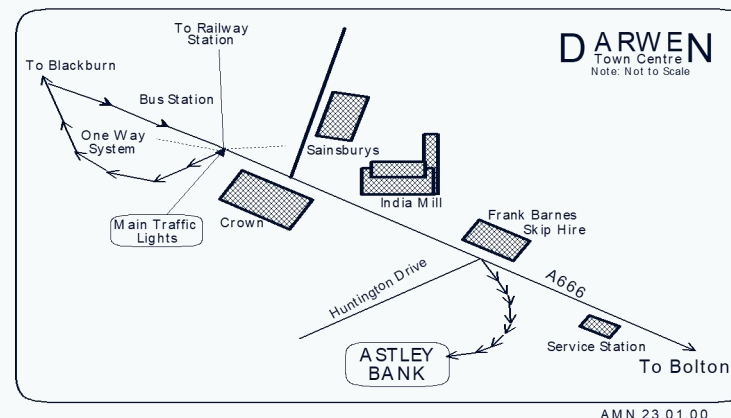 To Railway
Station
DARWEN
Town Centre
Note: Not to Scale
To Blackburn
Bus Station
One Way
System
Sainsburys
India Mill
Main Traffic
Lights
Crown
Frank Barnes
Skip Hire
Huntington Drive
A666
ASTLEY
BANK
Service Station
To Bolton
AMN 23.01.00